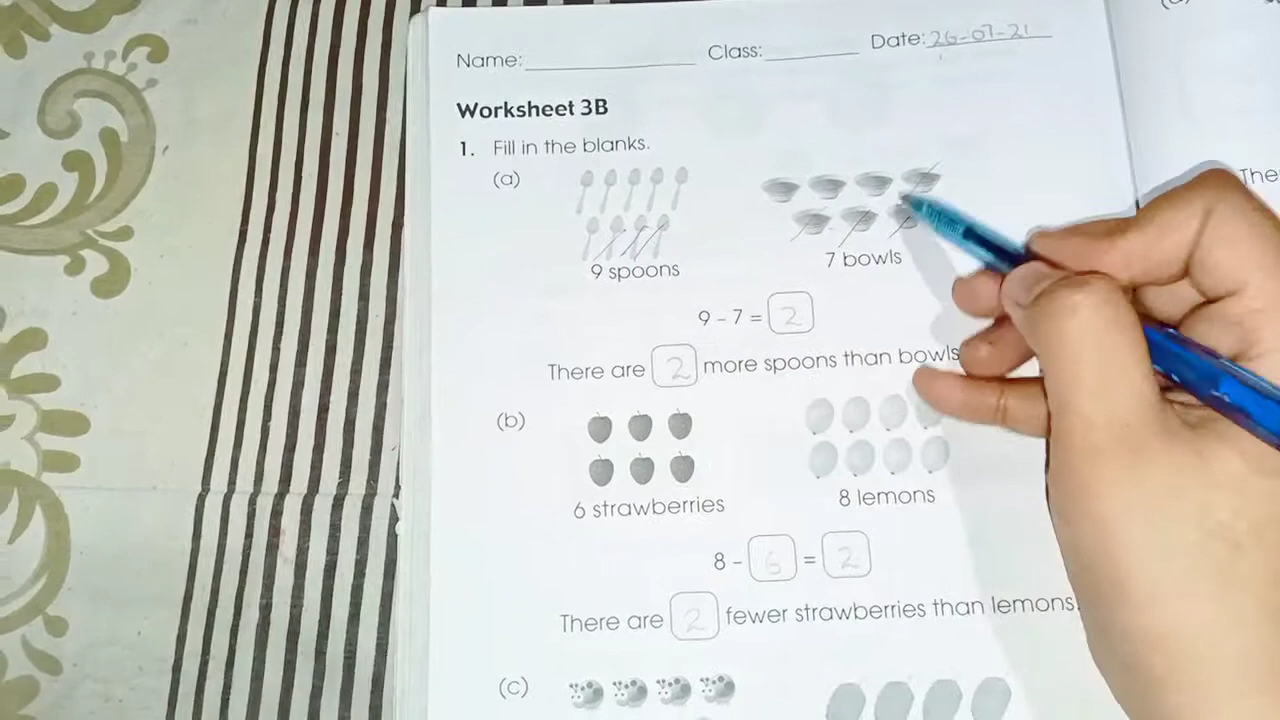 Name:
Class:
Date: 26-07-21
Worksheet 3B
1. Fill in the blanks.
(a)
9 spoons
7 bowls
9 - 7 = 2
There are 2 more spoons than bowls
(b)
6 strawberries
8 lemons
8 - 6 = 2
There are 2 fewer strawberries than lemons.
(c)
The